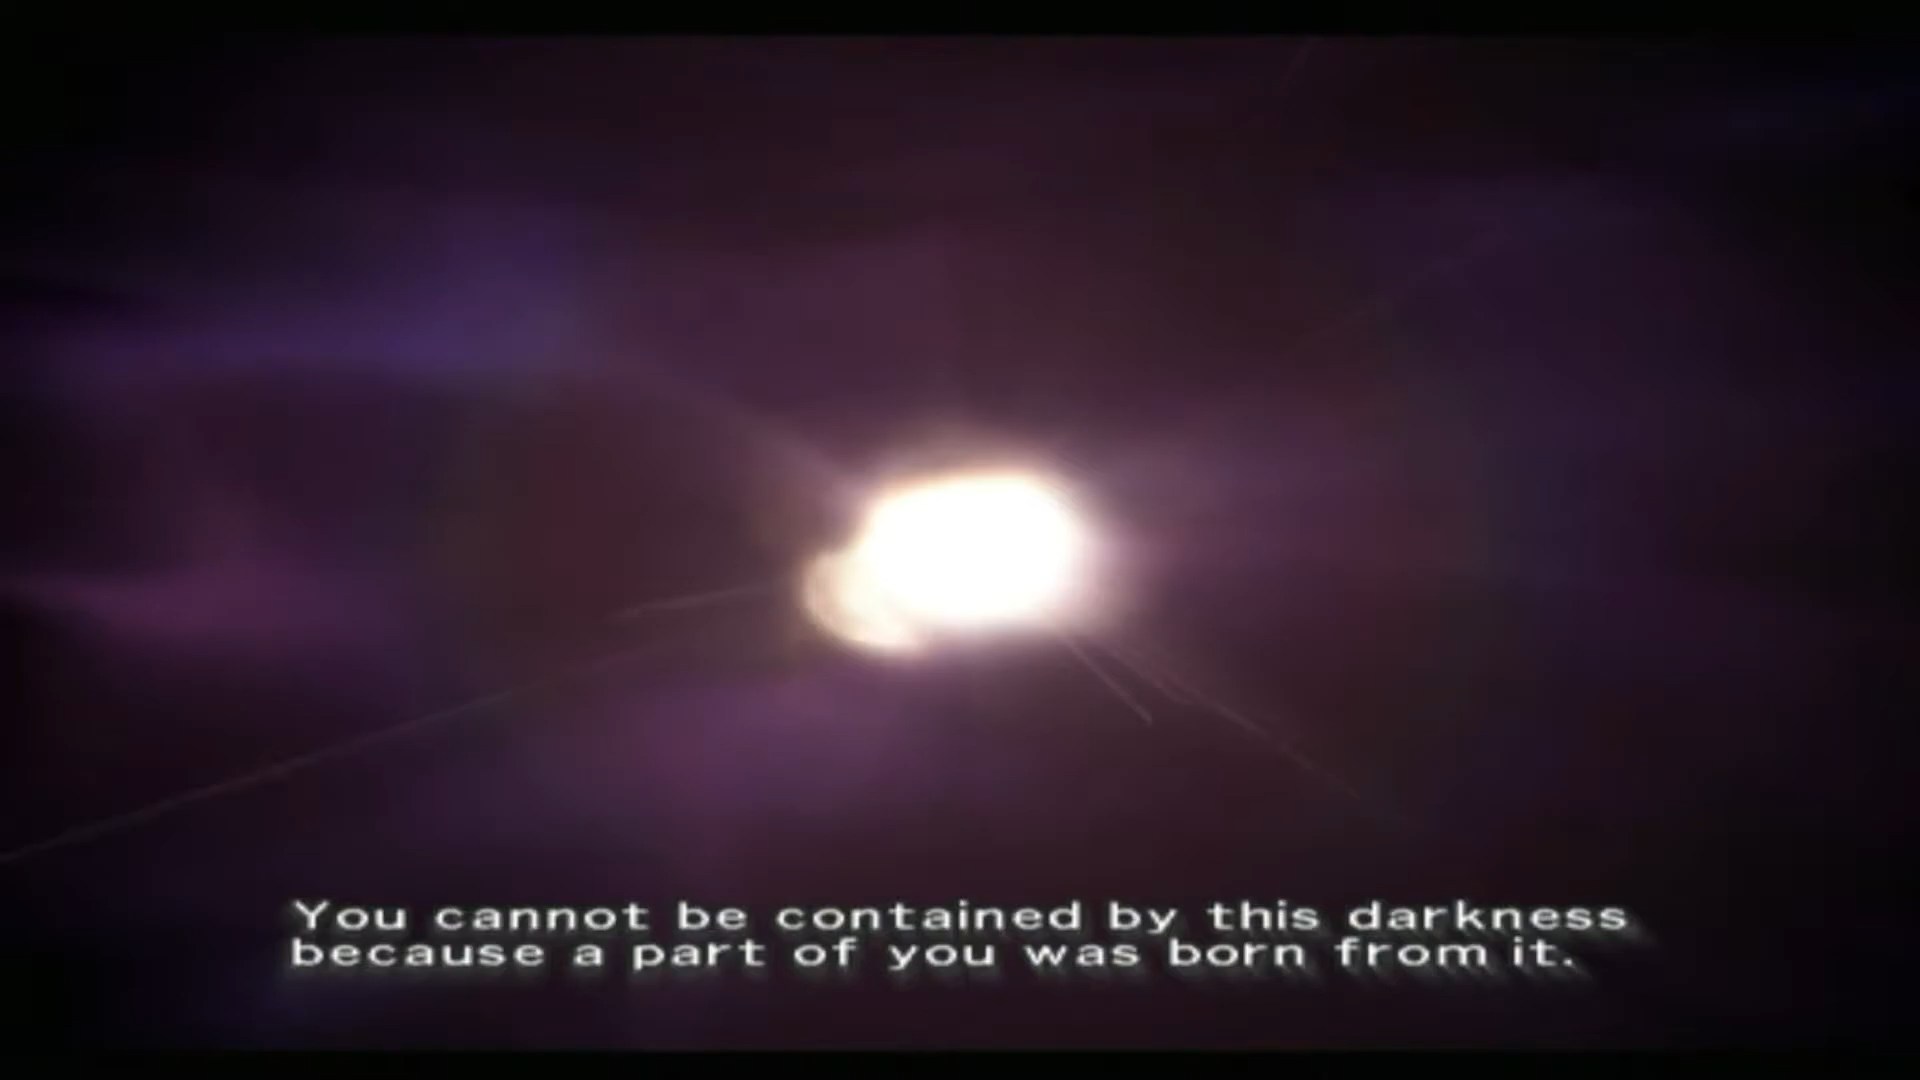 You cannot be contained by this darkness
because a part of you was born from it.